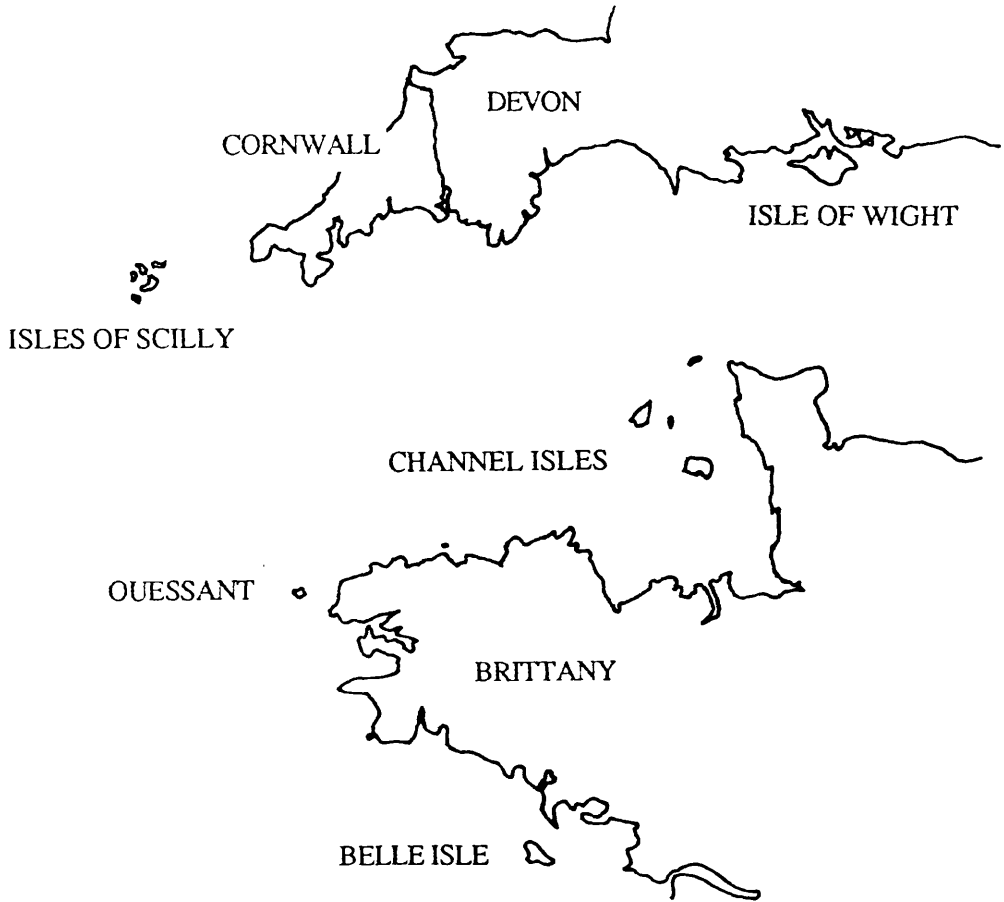 DEVON
CORNWALL
ISLE OF WIGHT
ISLES OF SCILLY
CHANNEL ISLES
OUESSANT
BRITTANY
BELLE ISLE